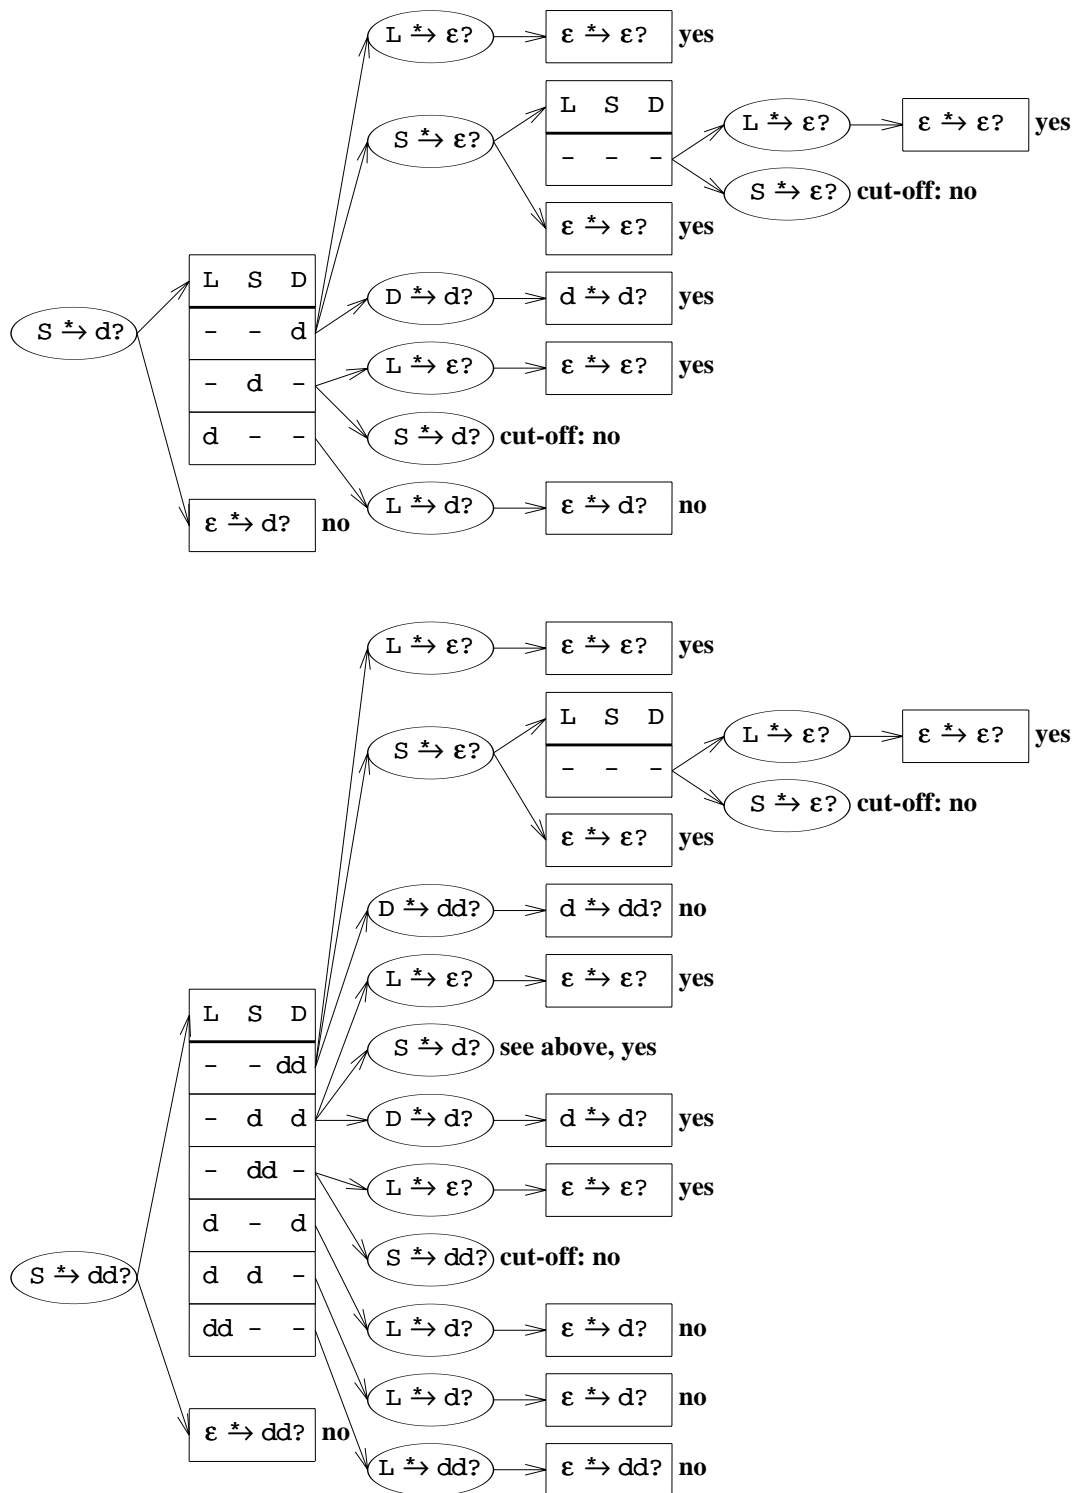 L *→ ε? ε *→ ε? yes
L S D
L *→ ε? ε *→ ε? yes
S *→ ε?
- - -
S *→ ε? cut-off: no
ε *→ ε? yes
L S D
D *→ d? d *→ d? yes
S *→ d?
- - d
L *→ ε? ε *→ ε? yes
- d -
S *→ d? cut-off: no
d - -
L *→ d? ε *→ d? no
ε *→ d? no
L *→ ε? ε *→ ε? yes
L S D
L *→ ε? ε *→ ε? yes
S *→ ε?
- - -
S *→ ε? cut-off: no
ε *→ ε? yes
D *→ dd? d *→ dd? no
L *→ ε? ε *→ ε? yes
L S D
S *→ d? see above, yes
- - dd
- d d
D *→ d? d *→ d? yes
- dd -
L *→ ε? ε *→ ε? yes
d - d
S *→ dd? cut-off: no
S *→ dd?
d d -
dd - -
L *→ d? ε *→ d? no
L *→ d? ε *→ d? no
ε *→ dd? no
L *→ dd? ε *→ dd? no